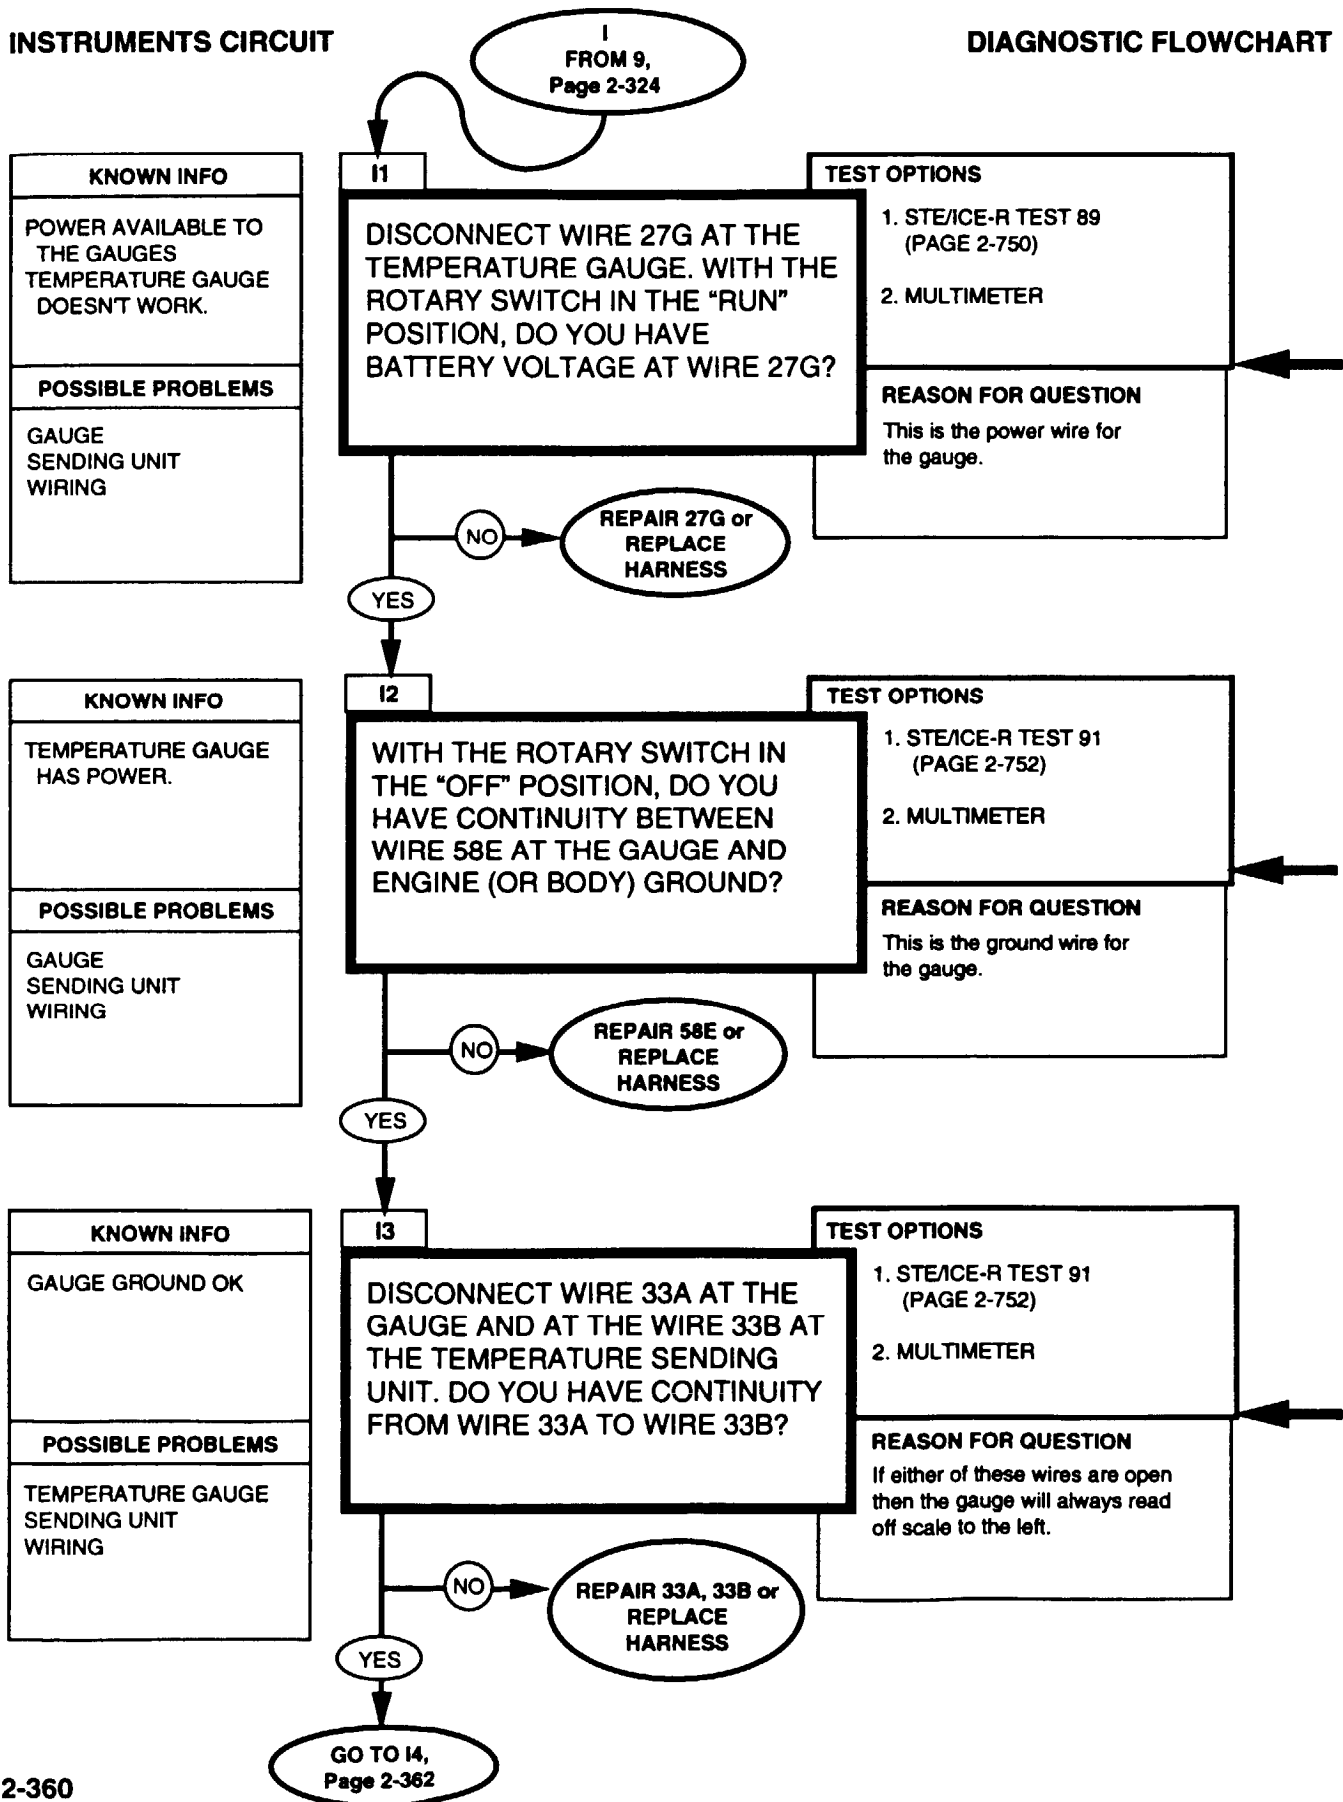 INSTRUMENTS CIRCUIT
DIAGNOSTIC FLOWCHART
I
FROM 9,
Page 2-324
KNOWN INFO
POWER AVAILABLE TO
THE GAUGES
TEMPERATURE GAUGE
DOESN'T WORK.
POSSIBLE PROBLEMS
GAUGE
SENDING UNIT
WIRING
I1
DISCONNECT WIRE 27G AT THE
TEMPERATURE GAUGE. WITH THE
ROTARY SWITCH IN THE "RUN"
POSITION, DO YOU HAVE
BATTERY VOLTAGE AT WIRE 27G?
TEST OPTIONS
1. STE/ICE-R TEST 89
(PAGE 2-750)
2. MULTIMETER
REASON FOR QUESTION
This is the power wire for
the gauge.
NO
REPAIR 27G or
REPLACE
HARNESS
YES
KNOWN INFO
TEMPERATURE GAUGE
HAS POWER.
POSSIBLE PROBLEMS
GAUGE
SENDING UNIT
WIRING
I2
WITH THE ROTARY SWITCH IN
THE "OFF" POSITION, DO YOU
HAVE CONTINUITY BETWEEN
WIRE 58E AT THE GAUGE AND
ENGINE (OR BODY) GROUND?
TEST OPTIONS
1. STE/ICE-R TEST 91
(PAGE 2-752)
2. MULTIMETER
REASON FOR QUESTION
This is the ground wire for
the gauge.
NO
REPAIR 58E or
REPLACE
HARNESS
YES
KNOWN INFO
GAUGE GROUND OK
POSSIBLE PROBLEMS
TEMPERATURE GAUGE
SENDING UNIT
WIRING
I3
DISCONNECT WIRE 33A AT THE
GAUGE AND AT THE WIRE 33B AT
THE TEMPERATURE SENDING
UNIT. DO YOU HAVE CONTINUITY
FROM WIRE 33A TO WIRE 33B?
TEST OPTIONS
1. STE/ICE-R TEST 91
(PAGE 2-752)
2. MULTIMETER
REASON FOR QUESTION
If either of these wires are open
then the gauge will always read
off scale to the left.
NO
REPAIR 33A, 33B or
REPLACE
HARNESS
YES
GO TO I4,
Page 2-362
2-360